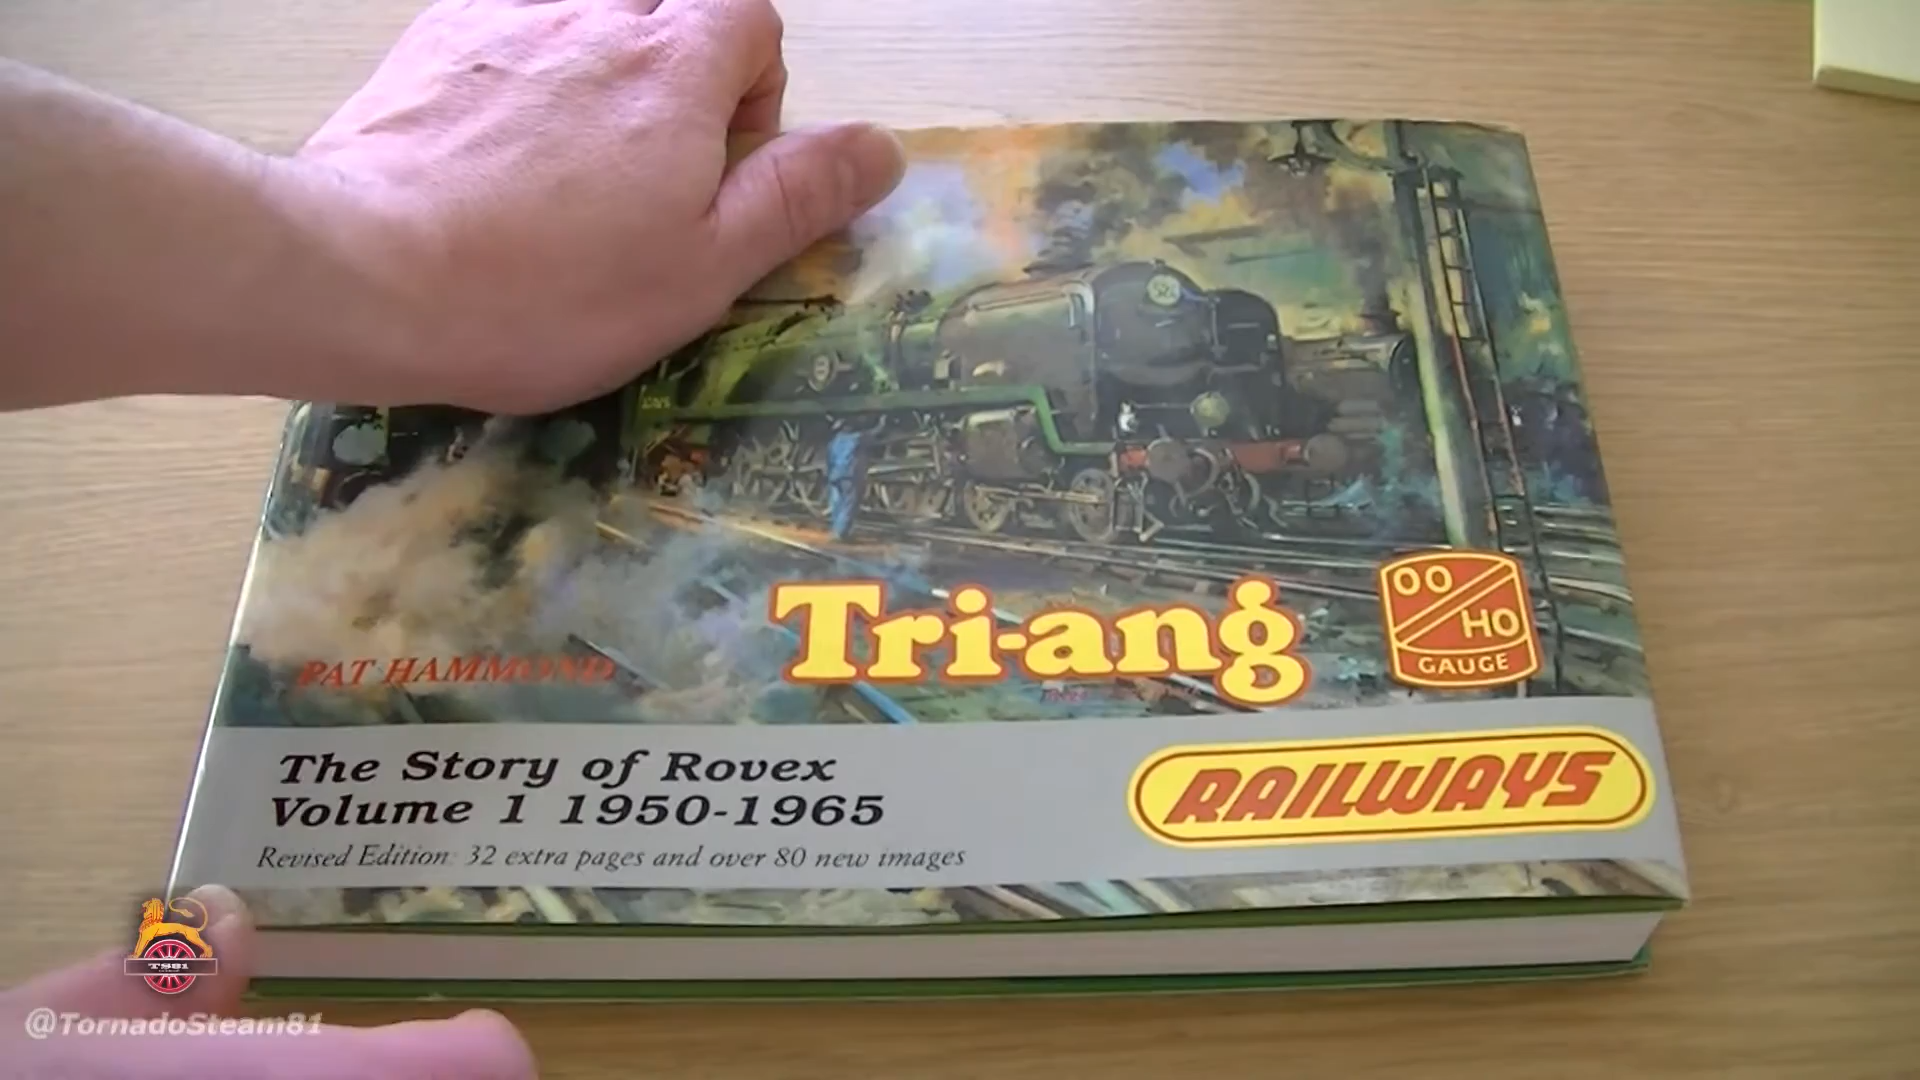 Tri-ang
OO
HO
GAUGE
PAT HAMMOND
The Story of Rovex
Volume 1 1950-1965
Revised Edition: 32 extra pages and over 80 new images
RAILWAYS
TS81
@TornadoSteam81